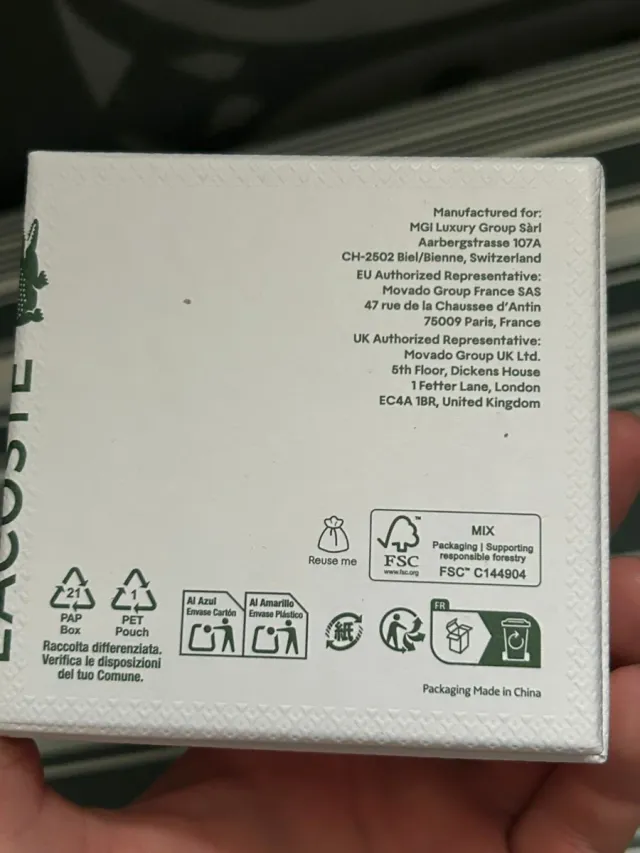 LACOSTE
Manufactured for:
MGI Luxury Group Sàrl
Aarbergstrasse 107A
CH-2502 Biel/Bienne, Switzerland
EU Authorized Representative:
Movado Group France SAS
47 rue de la Chaussee d'Antin
75009 Paris, France
UK Authorized Representative:
Movado Group UK Ltd.
5th Floor, Dickens House
1 Fetter Lane, London
EC4A 1BR, United Kingdom
Reuse me
FSC
www.fsc.org
MIX
Packaging | Supporting
responsible forestry
FSC™ C144904
21
PAP
Box
1
PET
Pouch
Raccolta differenziata.
Verifica le disposizioni
del tuo Comune.
Al Azul
Envase Cartón
Al Amarillo
Envase Plástico
紙
FR
Packaging Made in China